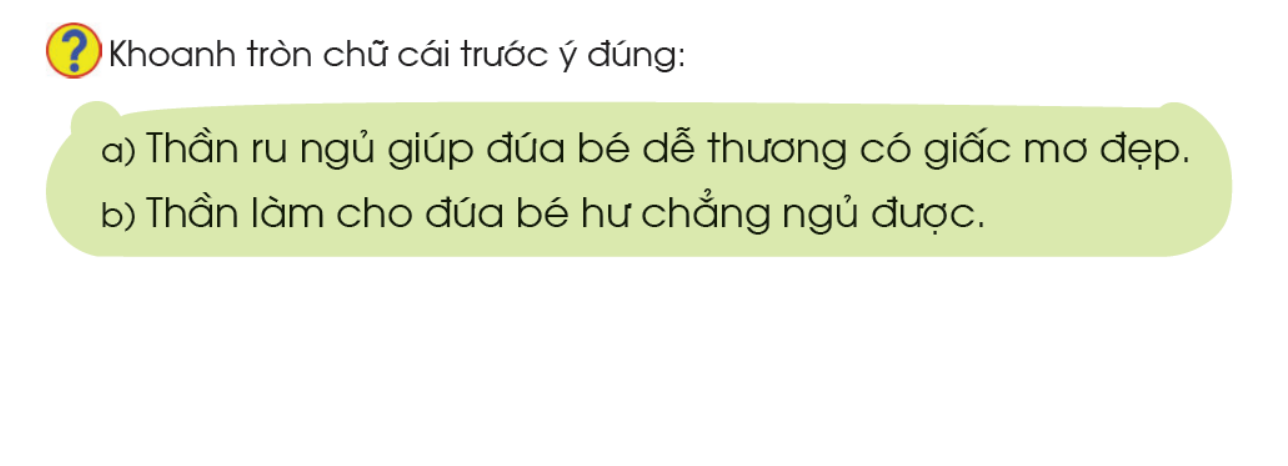 ? Khoanh tròn chữ cái trước ý đúng:
a) Thần ru ngủ giúp đứa bé dễ thương có giấc mơ đẹp.
b) Thần làm cho đứa bé hư chẳng ngủ được.